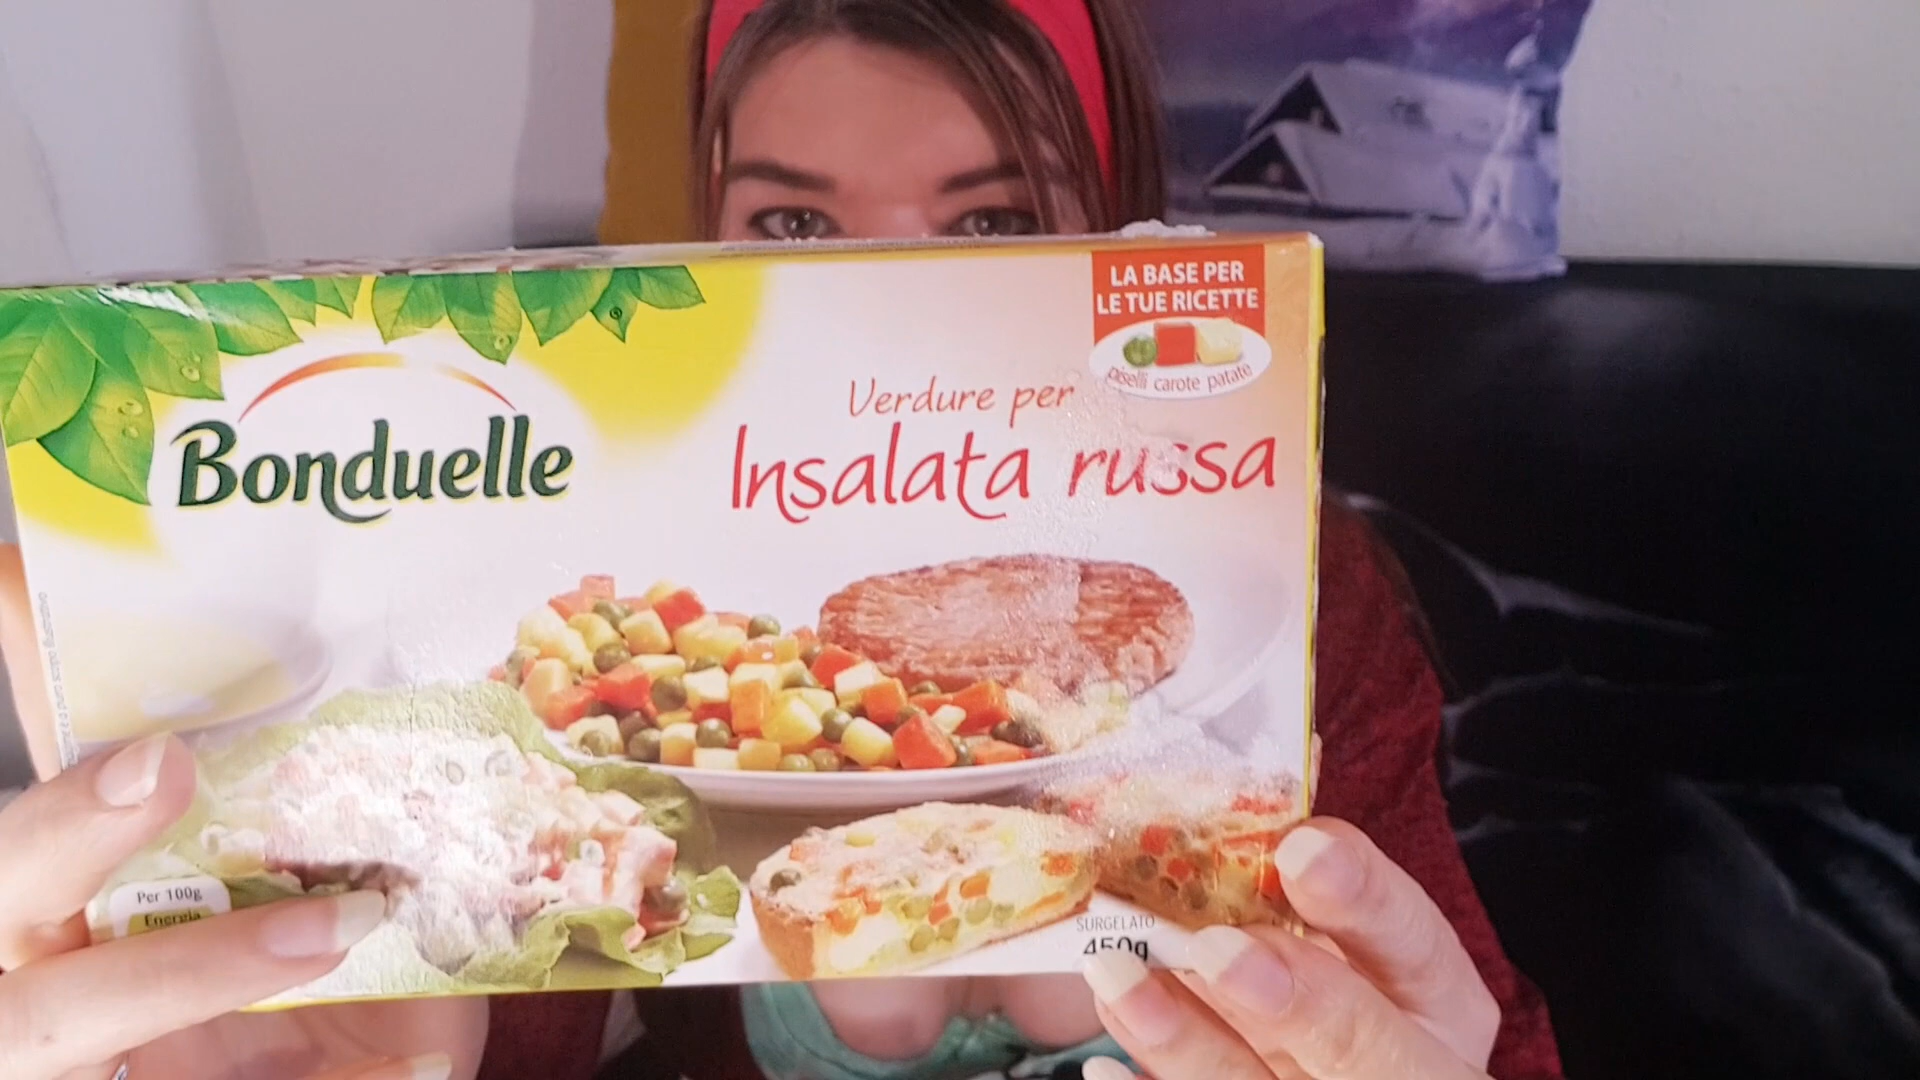 LA BASE PER
LE TUE RICETTE
piselli carote patate
Bonduelle
Verdure per
Insalata russa
Per 100g
Energia
SURGELATO
450g